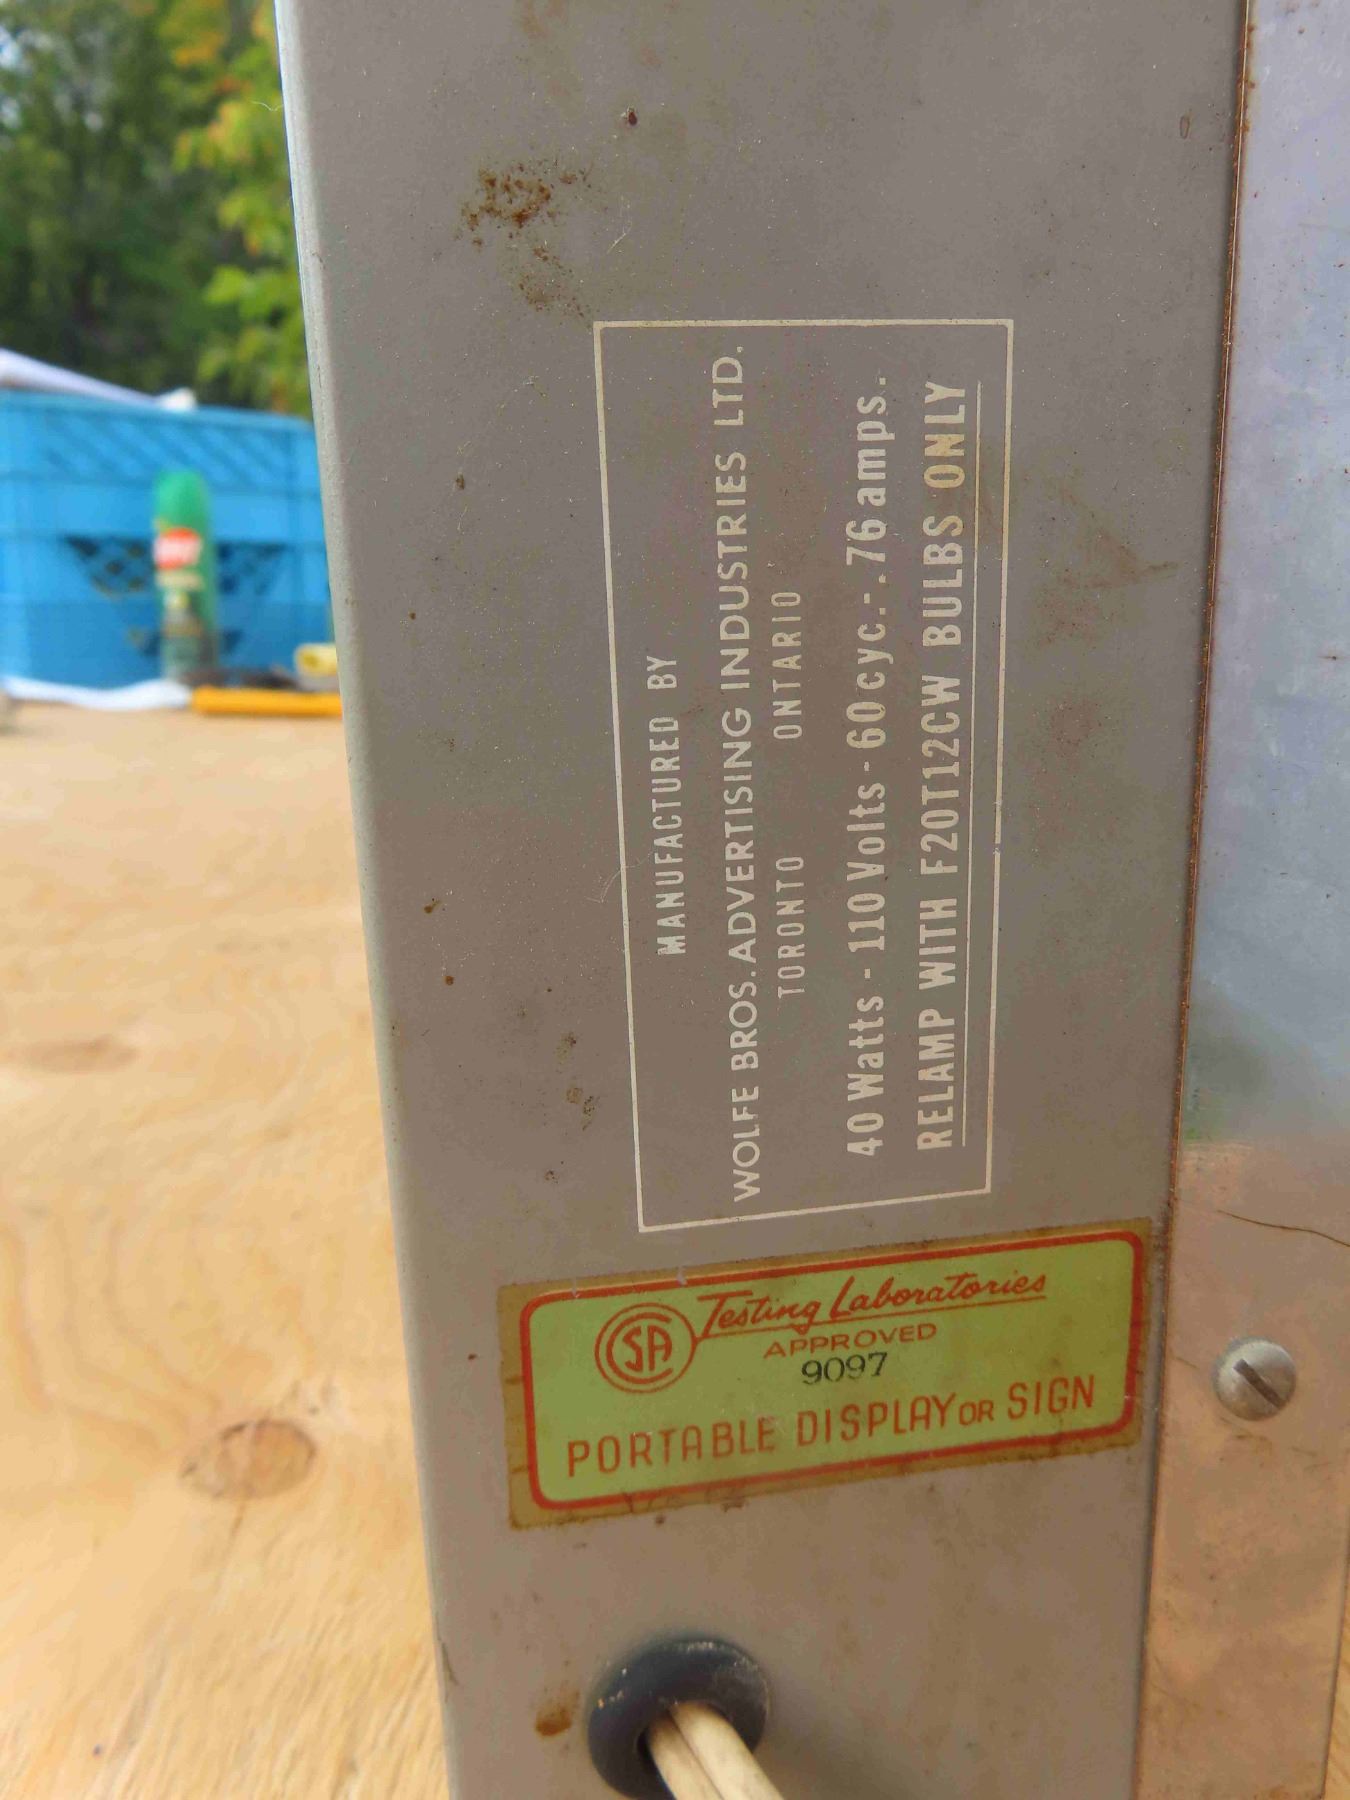 MANUFACTURED BY
WOLFE BROS. ADVERTISING INDUSTRIES LTD.
TORONTO ONTARIO
40 Watts - 110 Volts - 60 cyc. - .76 amps.
RELAMP WITH F20T12CW BULBS ONLY
CSA Testing Laboratories
APPROVED
9097
PORTABLE DISPLAY OR SIGN